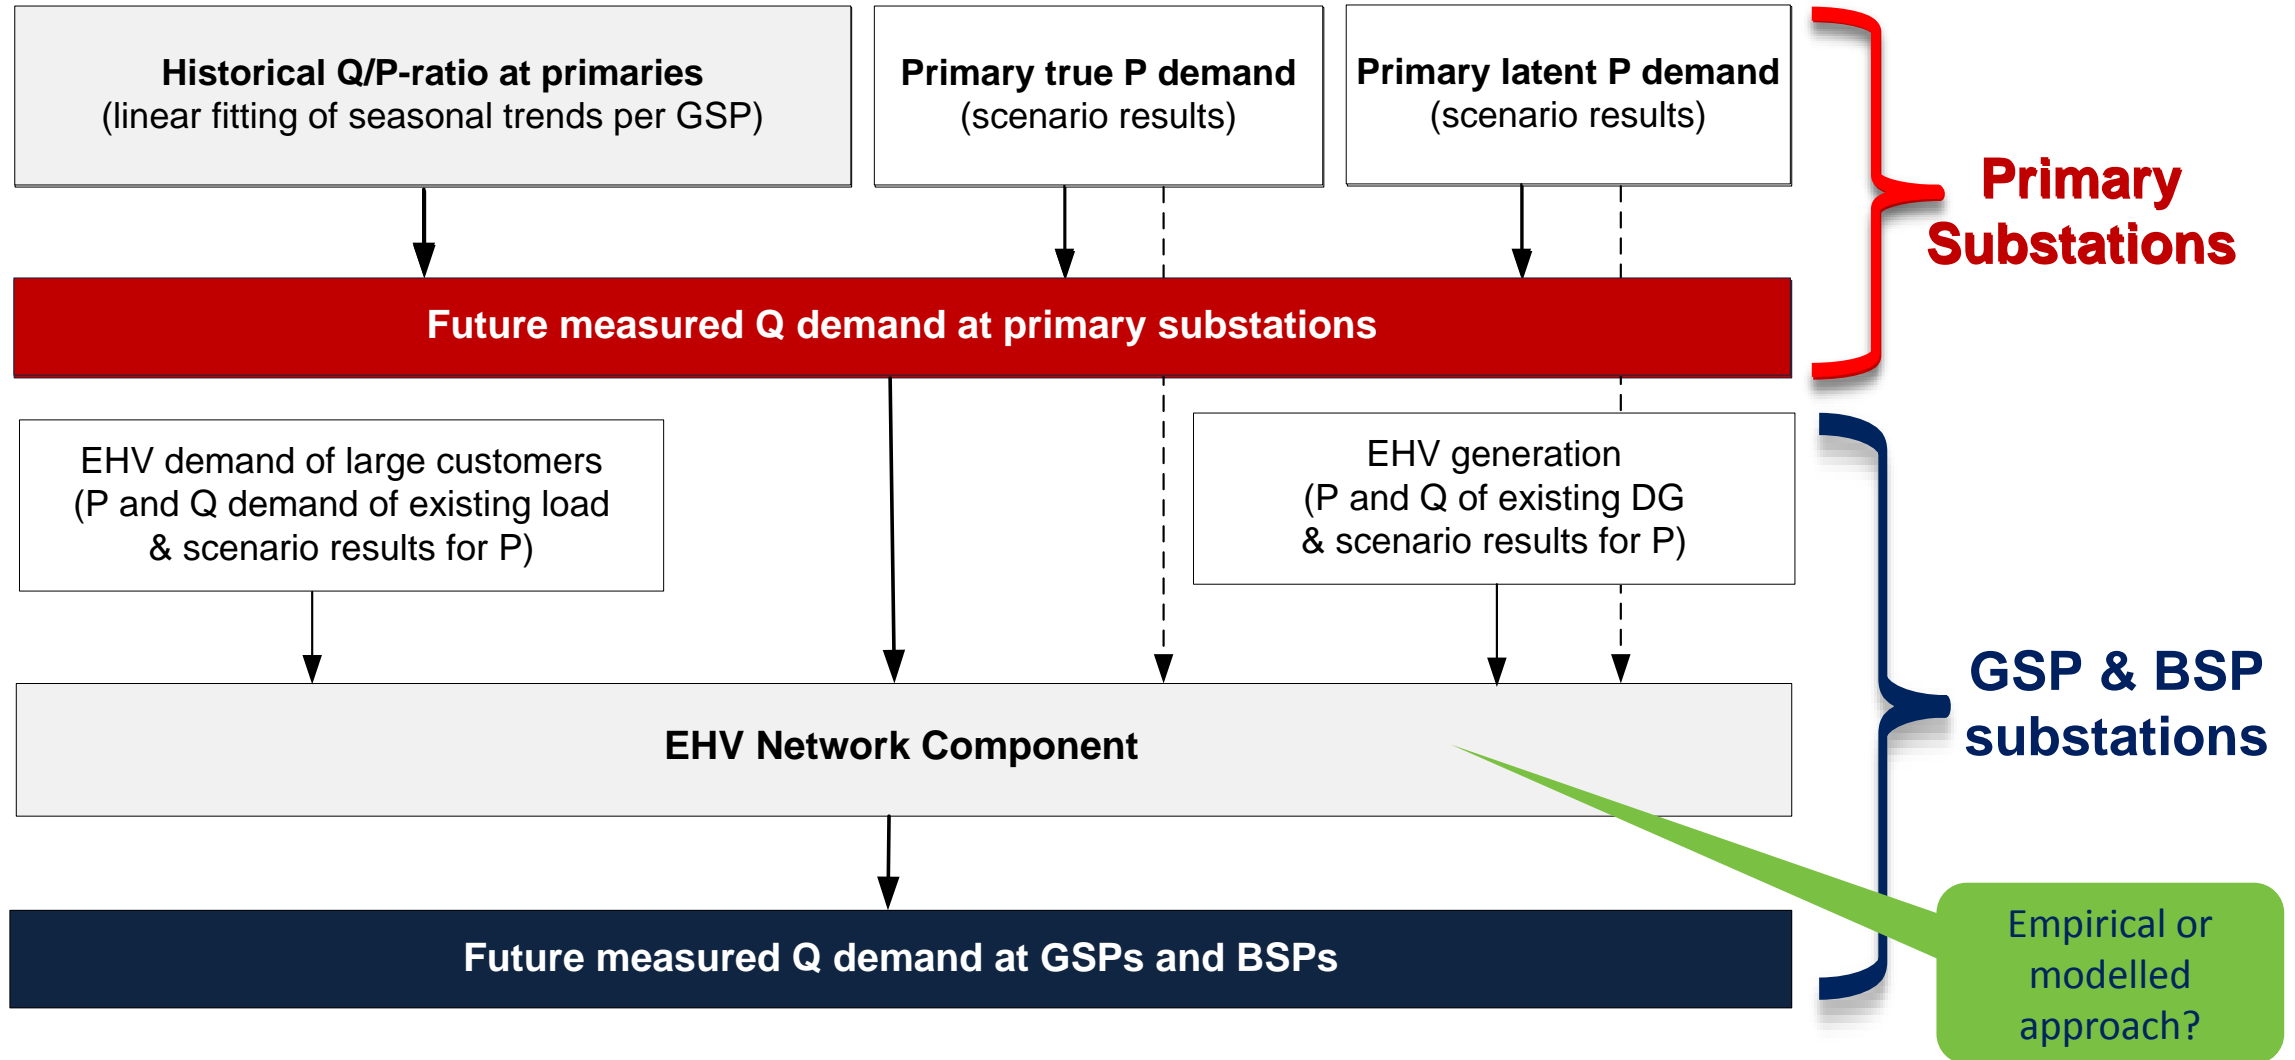 Historical Q/P-ratio at primaries
(linear fitting of seasonal trends per GSP)
Primary true P demand
(scenario results)
Primary latent P demand
(scenario results)
Primary
Substations
Future measured Q demand at primary substations
EHV demand of large customers
(P and Q demand of existing load
& scenario results for P)
EHV generation
(P and Q of existing DG
& scenario results for P)
GSP & BSP
substations
EHV Network Component
Empirical or
modelled
approach?
Future measured Q demand at GSPs and BSPs